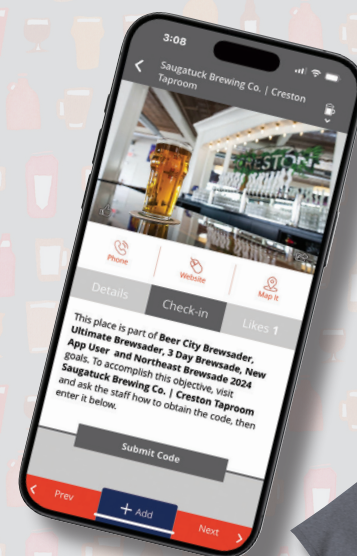 3:08
Saugatuck Brewing Co. | Creston
Taproom
CRESTON
Phone
Website
Map It
Details
Check-in
Likes 1
This place is part of Beer City Brewsader,
Ultimate Brewsader, 3 Day Brewsade, New
App User and Northeast Brewsade 2024
goals. To accomplish this objective, visit
Saugatuck Brewing Co. | Creston Taproom
and ask the staff how to obtain the code, then
enter it below.
Submit Code
Prev
+ Add
Next